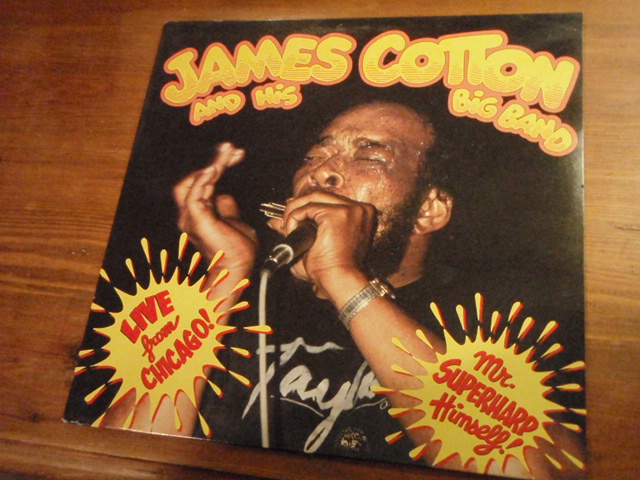 JAMES COTTON
AND HiS BiG BAND
LIVE
from
CHICAGO!
Mr.
SUPERHARP
Himself!